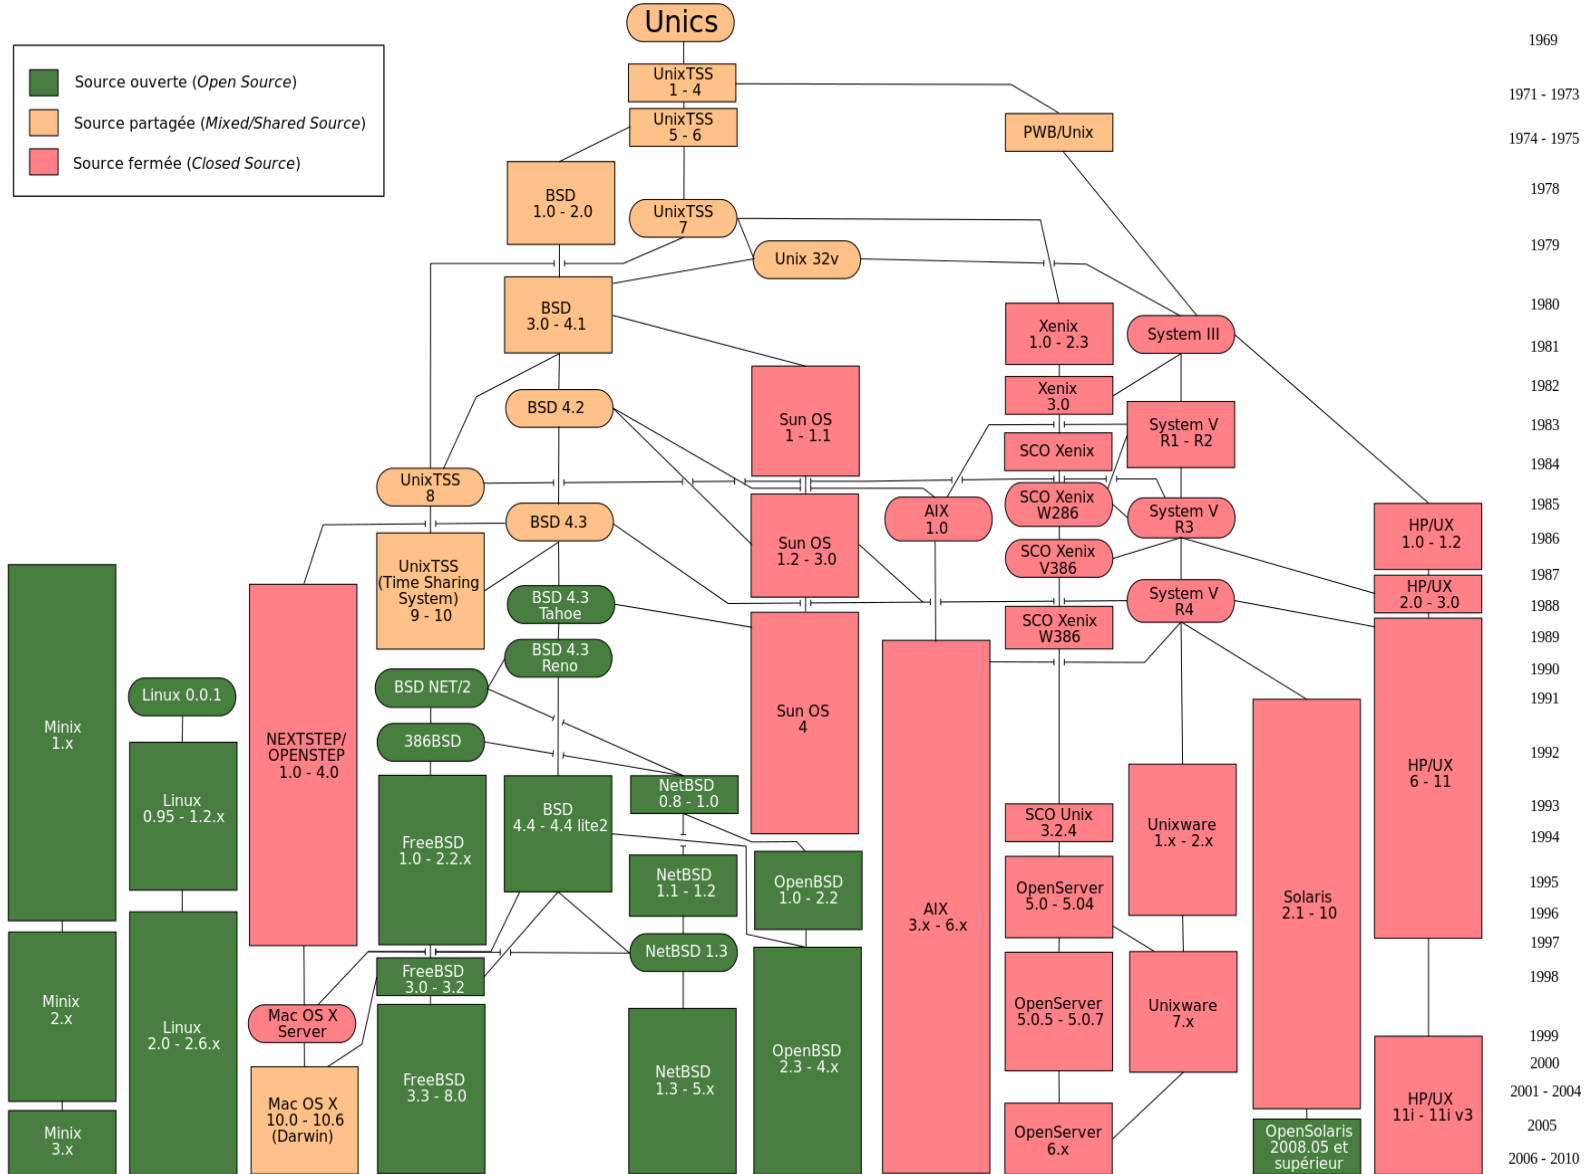 Unics
1969
Source ouverte (Open Source)
Source partagée (Mixed/Shared Source)
Source fermée (Closed Source)
UnixTSS
1 - 4
1971 - 1973
UnixTSS
5 - 6
PWB/Unix
1974 - 1975
BSD
1.0 - 2.0
1978
UnixTSS
7
Unix 32v
1979
BSD
3.0 - 4.1
1980
Xenix
1.0 - 2.3
System III
1981
Xenix
3.0
1982
BSD 4.2
Sun OS
1 - 1.1
System V
R1 - R2
1983
SCO Xenix
1984
UnixTSS
8
SCO Xenix
W286
1985
BSD 4.3
AIX
1.0
System V
R3
HP/UX
1.0 - 1.2
1986
Sun OS
1.2 - 3.0
SCO Xenix
V386
UnixTSS
(Time Sharing
System)
9 - 10
1987
HP/UX
2.0 - 3.0
BSD 4.3
Tahoe
System V
R4
1988
SCO Xenix
W386
1989
BSD 4.3
Reno
1990
BSD NET/2
Linux 0.0.1
1991
Minix
1.x
Sun OS
4
386BSD
NEXTSTEP/
OPENSTEP
1.0 - 4.0
1992
HP/UX
6 - 11
NetBSD
0.8 - 1.0
Linux
0.95 - 1.2.x
BSD
4.4 - 4.4 lite2
1993
SCO Unix
3.2.4
Unixware
1.x - 2.x
1994
FreeBSD
1.0 - 2.2.x
NetBSD
1.1 - 1.2
OpenBSD
1.0 - 2.2
OpenServer
5.0 - 5.04
1995
Solaris
2.1 - 10
AIX
3.x - 6.x
1996
1997
NetBSD 1.3
FreeBSD
3.0 - 3.2
1998
Minix
2.x
OpenServer
5.0.5 - 5.0.7
Unixware
7.x
Mac OS X
Server
Linux
2.0 - 2.6.x
1999
OpenBSD
2.3 - 4.x
2000
NetBSD
1.3 - 5.x
FreeBSD
3.3 - 8.0
2001 - 2004
Mac OS X
10.0 - 10.6
(Darwin)
HP/UX
11i - 11i v3
2005
Minix
3.x
OpenServer
6.x
OpenSolaris
2008.05 et
supérieur
2006 - 2010